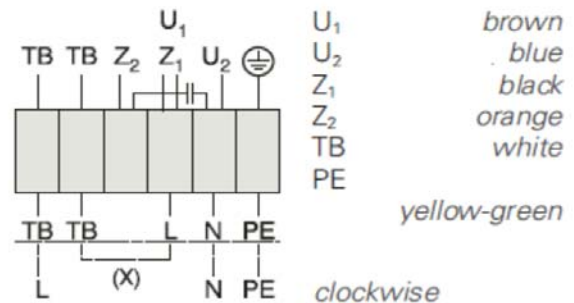 U₁
TB TB Z₂ Z₁ U₂
TB TB L N PE
(X)
L N PE
U₁ brown
U₂ blue
Z₁ black
Z₂ orange
TB white
PE
yellow-green
clockwise